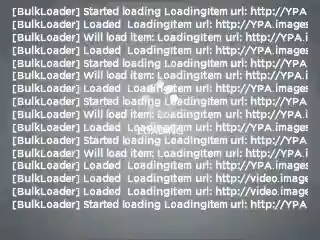 [BulkLoader] Started loading LoadingItem url: http://YPA
[BulkLoader] Loaded LoadingItem url: http://YPA.images
[BulkLoader] Will load item: LoadingItem url: http://YPA.i
[BulkLoader] Loaded LoadingItem url: http://YPA.images
[BulkLoader] Started loading LoadingItem url: http://YPA
[BulkLoader] Will load item: LoadingItem url: http://YPA.i
[BulkLoader] Loaded LoadingItem url: http://YPA.images
[BulkLoader] Started loading LoadingItem url: http://YPA
[BulkLoader] Will load item: LoadingItem url: http://YPA.i
[BulkLoader] Loaded LoadingItem url: http://YPA.images
LOADING
[BulkLoader] Started loading LoadingItem url: http://YPA
[BulkLoader] Will load item: LoadingItem url: http://YPA.i
[BulkLoader] Loaded LoadingItem url: http://YPA.images
[BulkLoader] Loaded LoadingItem url: http://video.image
[BulkLoader] Loaded LoadingItem url: http://video.image
[BulkLoader] Started loading LoadingItem url: http://YPA